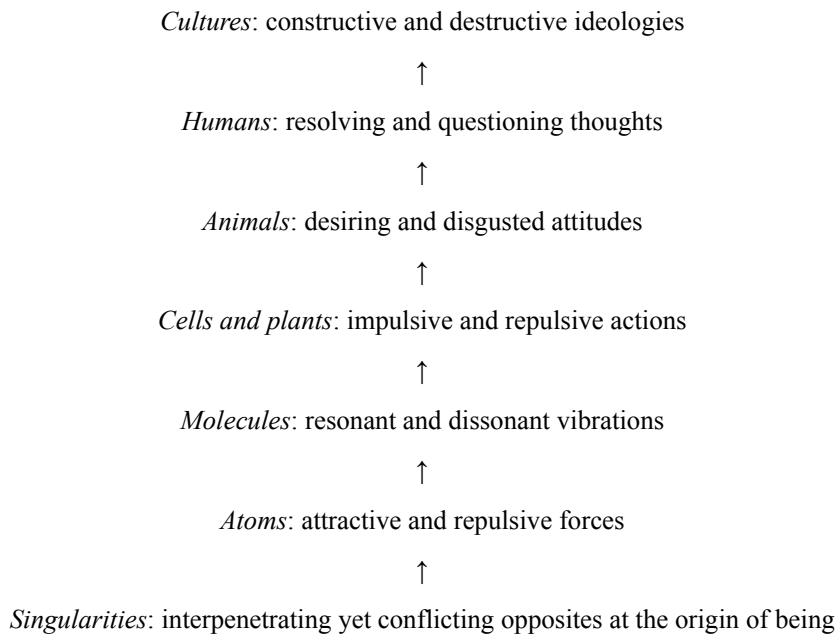 Cultures: constructive and destructive ideologies
↑
Humans: resolving and questioning thoughts
↑
Animals: desiring and disgusted attitudes
↑
Cells and plants: impulsive and repulsive actions
↑
Molecules: resonant and dissonant vibrations
↑
Atoms: attractive and repulsive forces
↑
Singularities: interpenetrating yet conflicting opposites at the origin of being